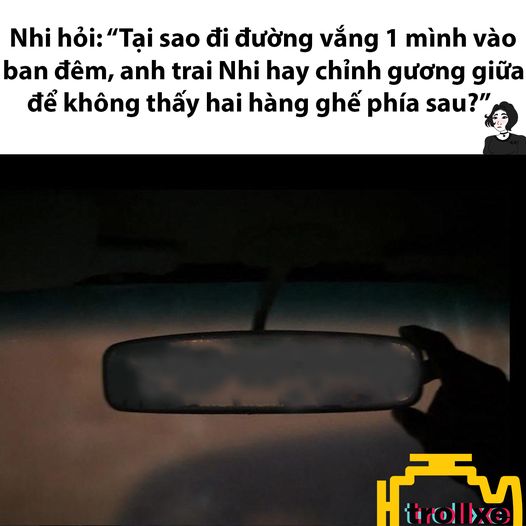 Nhi hỏi: “Tại sao đi đường vắng 1 mình vào
ban đêm, anh trai Nhi hay chỉnh gương giữa
để không thấy hai hàng ghế phía sau?”
trollxe